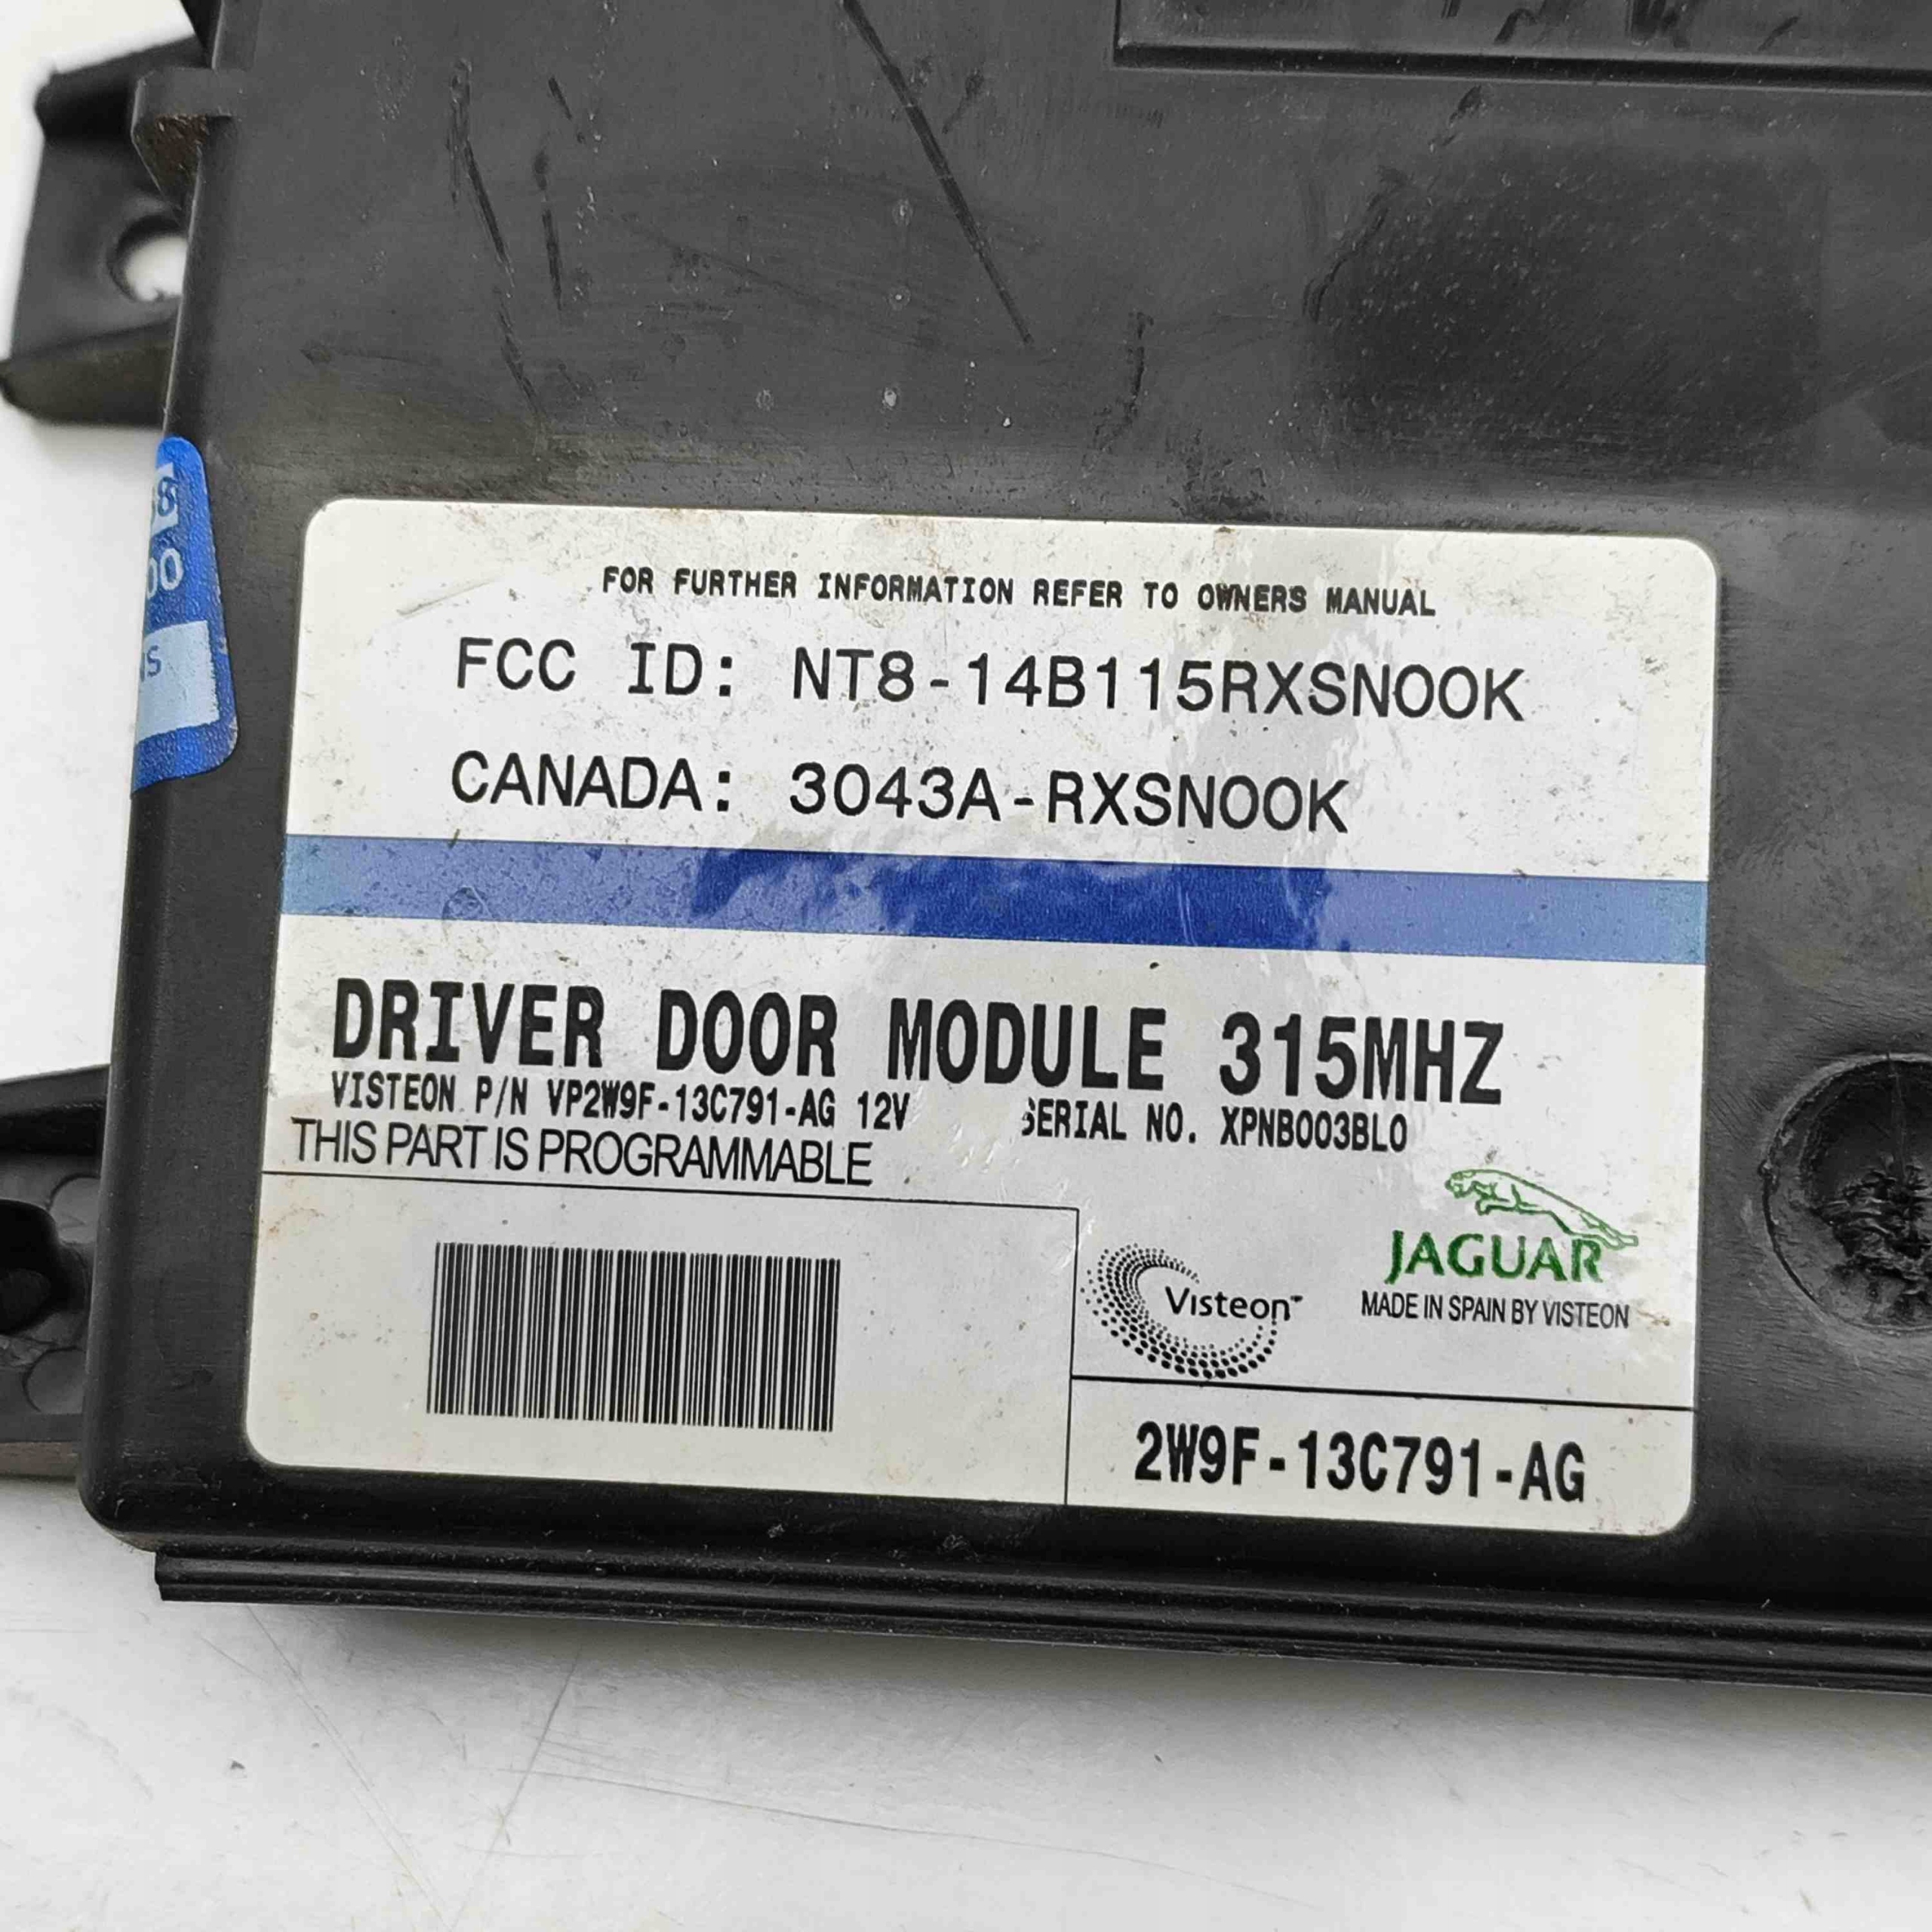 FOR FURTHER INFORMATION REFER TO OWNERS MANUAL
FCC ID: NT8-14B115RXSNOOK
CANADA: 3043A-RXSNOOK
DRIVER DOOR MODULE 315MHZ
VISTEON P/N VP2W9F-13C791-AG 12V SERIAL NO. XPNB003BL0
THIS PART IS PROGRAMMABLE
JAGUAR
Visteon
MADE IN SPAIN BY VISTEON
2W9F-13C791-AG